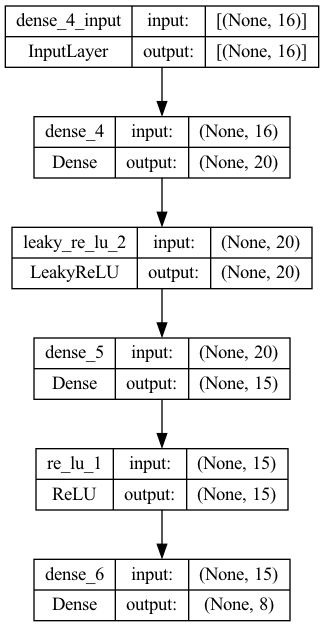 dense_4_input input: [(None, 16)]
InputLayer output: [(None, 16)]
dense_4 input: (None, 16)
Dense output: (None, 20)
leaky_re_lu_2 input: (None, 20)
LeakyReLU output: (None, 20)
dense_5 input: (None, 20)
Dense output: (None, 15)
re_lu_1 input: (None, 15)
ReLU output: (None, 15)
dense_6 input: (None, 15)
Dense output: (None, 8)